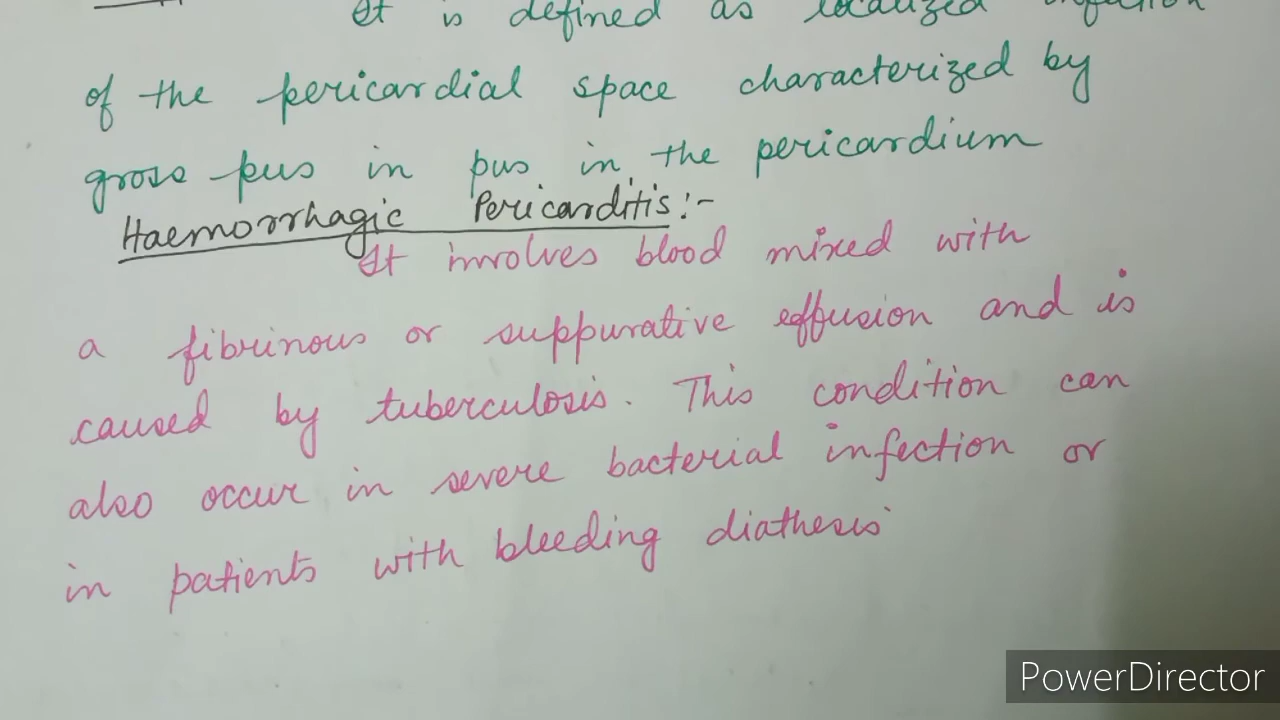 It is defined as localized infection
of the pericardial space characterized by
gross pus in pus in the pericardium
Haemorrhagic Pericarditis:-
It involves blood mixed with
a fibrinous or suppurative effusion and is
caused by tuberculosis. This condition can
also occur in severe bacterial infection or
in patients with bleeding diathesis
PowerDirector